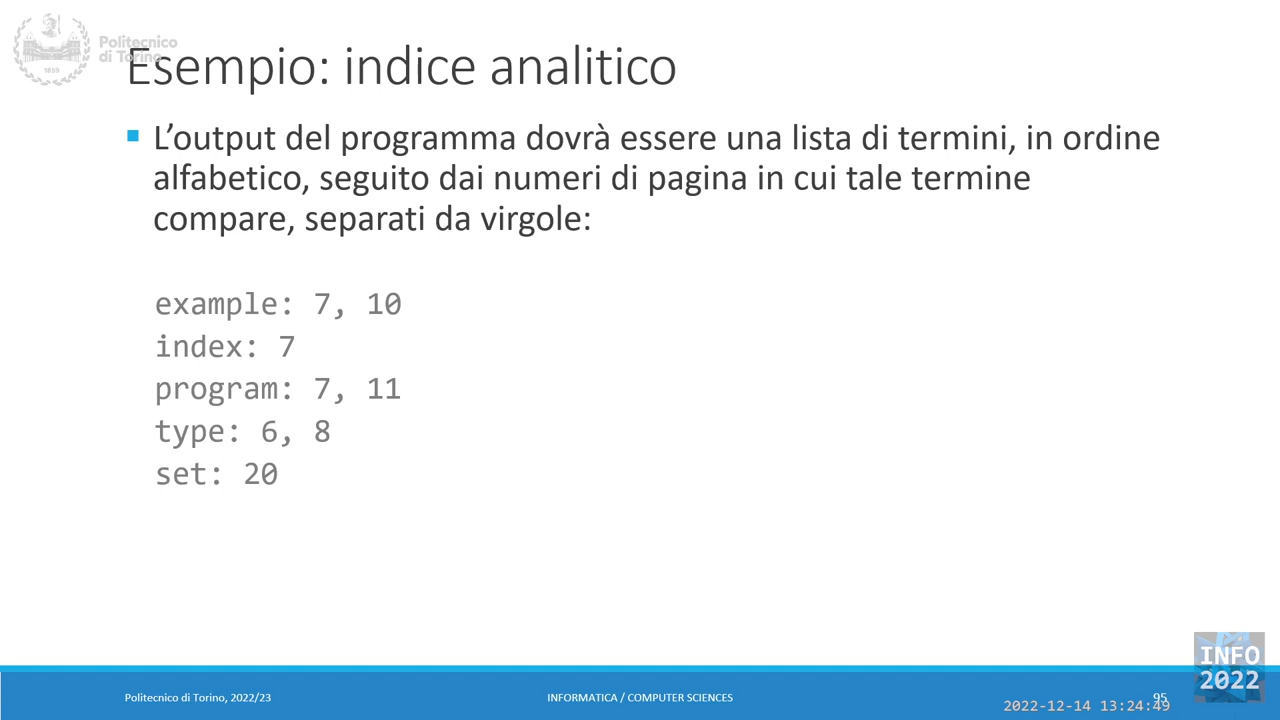 Politecnico
di Torino
1859
Esempio: indice analitico
L’output del programma dovrà essere una lista di termini, in ordine
alfabetico, seguito dai numeri di pagina in cui tale termine
compare, separati da virgole:
example: 7, 10
index: 7
program: 7, 11
type: 6, 8
set: 20
Politecnico di Torino, 2022/23
INFORMATICA / COMPUTER SCIENCES
95
INFO
2022
2022-12-14 13:24:49